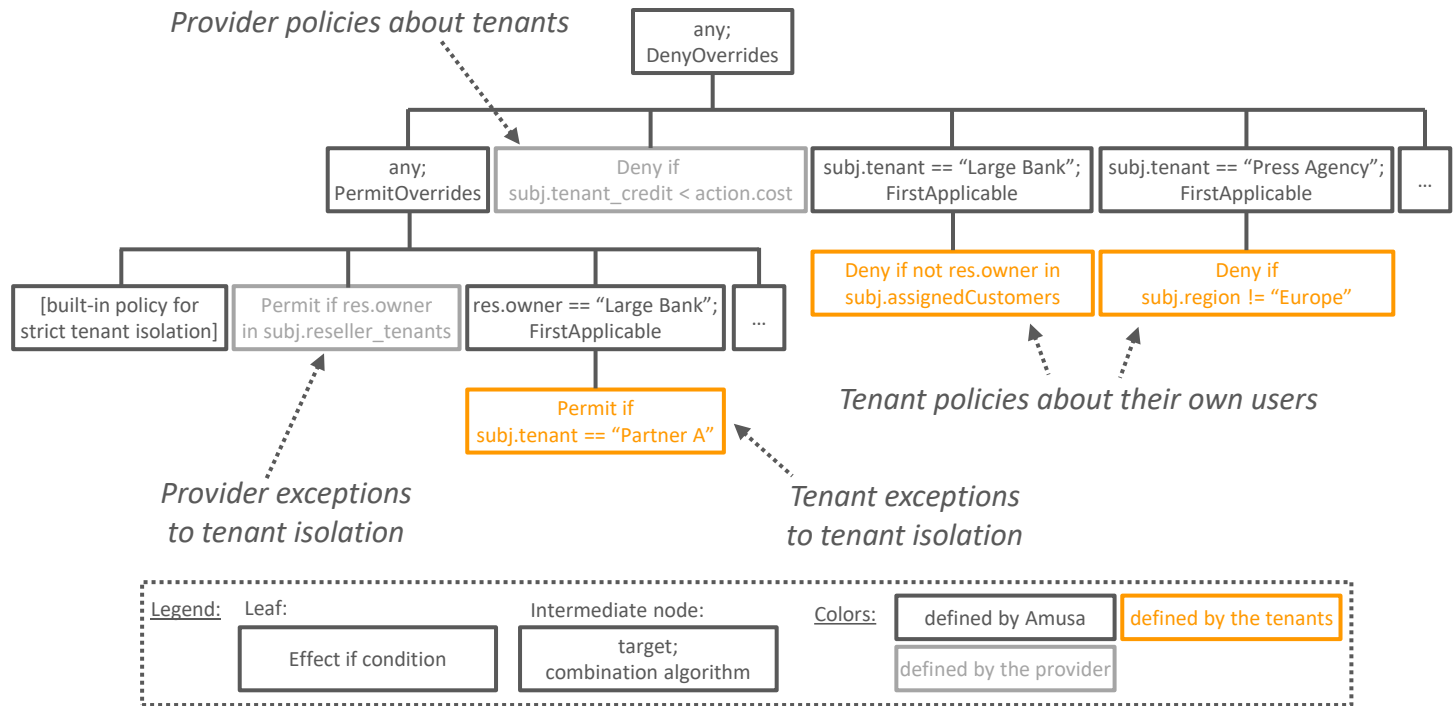 Provider policies about tenants
any;
DenyOverrides
any;
PermitOverrides
Deny if
subj.tenant_credit < action.cost
subj.tenant == “Large Bank”;
FirstApplicable
subj.tenant == “Press Agency”;
FirstApplicable
...
[built-in policy for
strict tenant isolation]
Permit if res.owner
in subj.reseller_tenants
res.owner == “Large Bank”;
FirstApplicable
...
Deny if not res.owner in
subj.assignedCustomers
Deny if
subj.region != “Europe”
Permit if
subj.tenant == “Partner A”
Tenant policies about their own users
Provider exceptions
to tenant isolation
Tenant exceptions
to tenant isolation
Legend:
Leaf:
Effect if condition
Intermediate node:
target;
combination algorithm
Colors:
defined by Amusa
defined by the tenants
defined by the provider